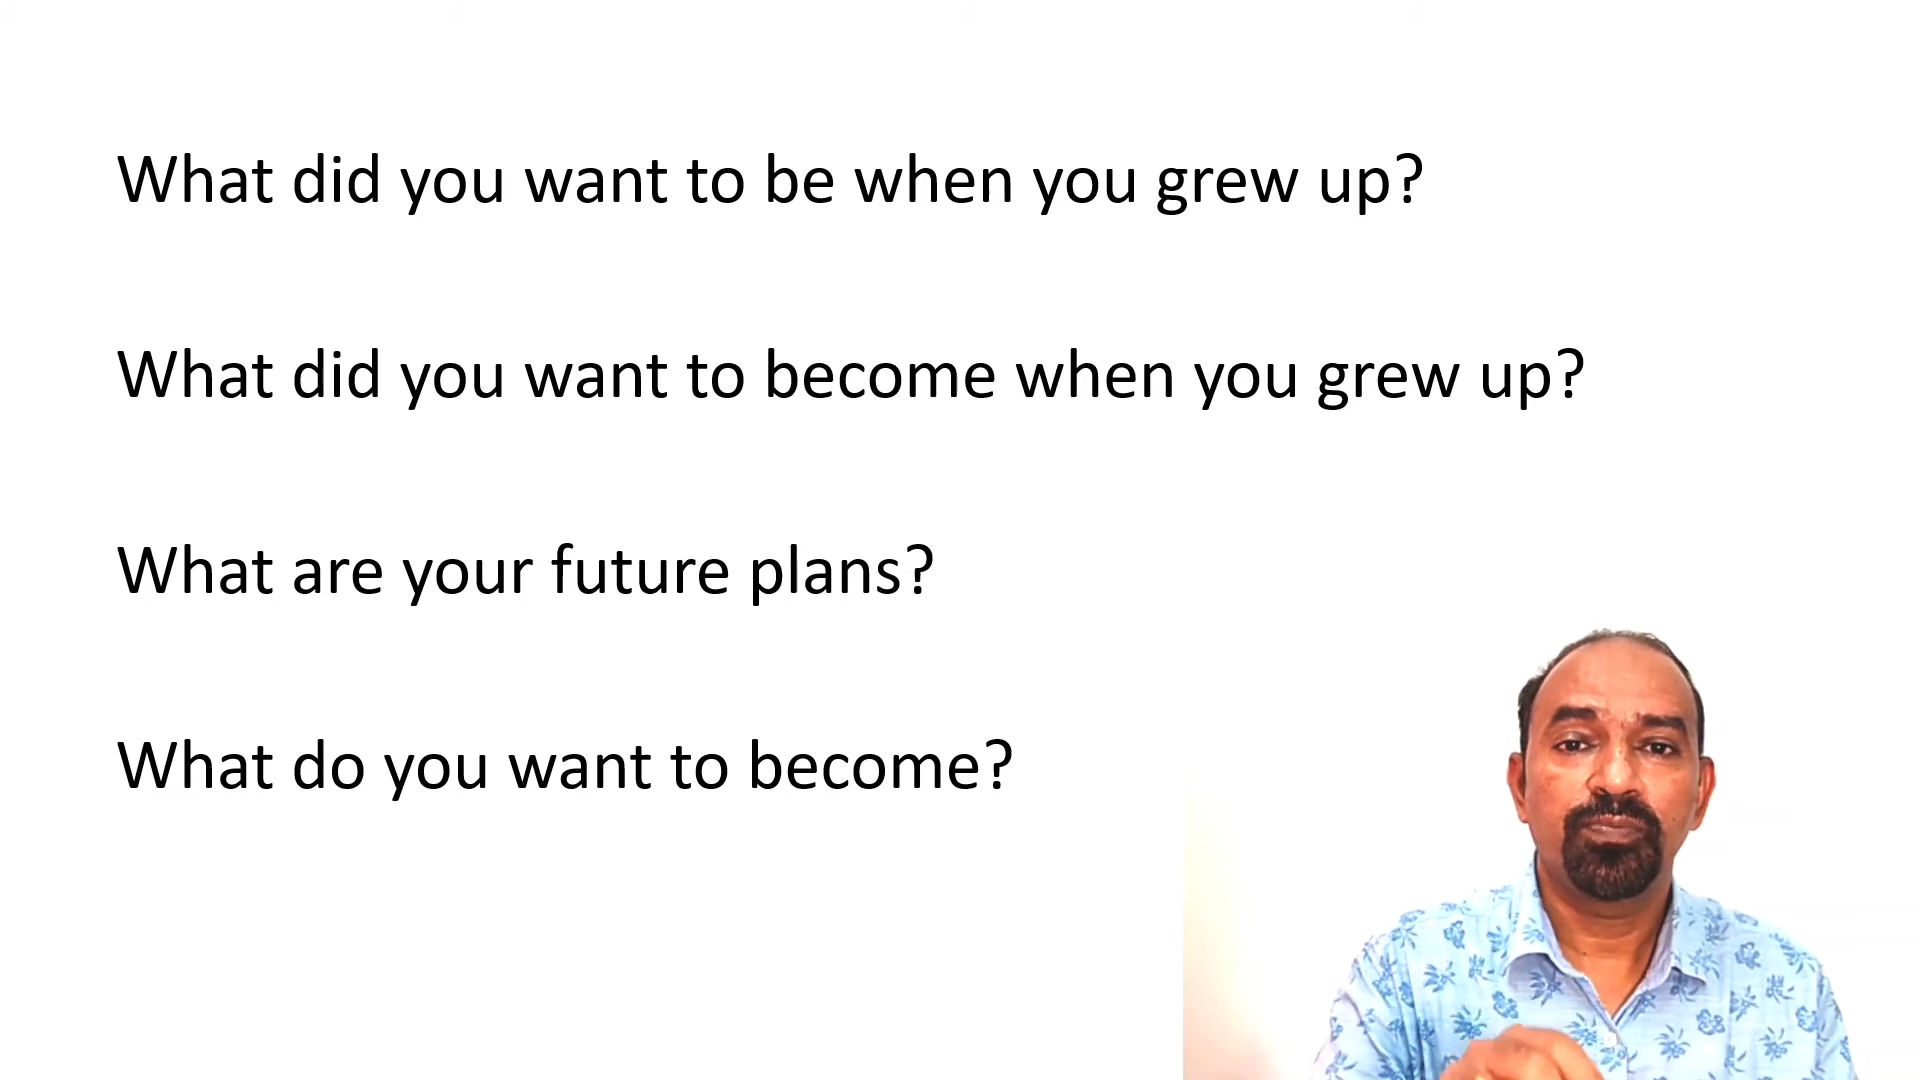 What did you want to be when you grew up?
What did you want to become when you grew up?
What are your future plans?
What do you want to become?